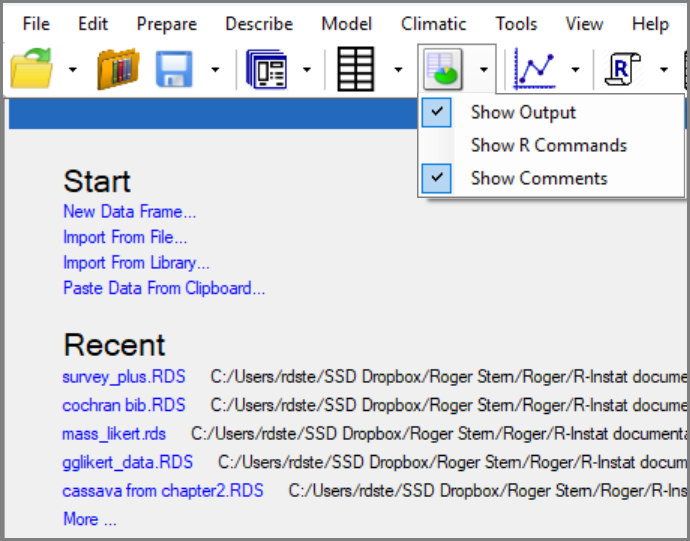 File Edit Prepare Describe Model Climatic Tools View Help
R
Show Output
Show R Commands
Show Comments
Start
New Data Frame...
Import From File...
Import From Library...
Paste Data From Clipboard...
Recent
survey_plus.RDS C:/Users/rdste/SSD Dropbox/Roger Stern/Roger/R-Instat docume
cochran bib.RDS C:/Users/rdste/SSD Dropbox/Roger Stern/Roger/R-Instat docume
mass_likert.rds C:/Users/rdste/SSD Dropbox/Roger Stern/Roger/R-Instat documenta
gglikert_data.RDS C:/Users/rdste/SSD Dropbox/Roger Stern/Roger/R-Instat docum
cassava from chapter2.RDS C:/Users/rdste/SSD Dropbox/Roger Stern/Roger/R-Ins
More ...